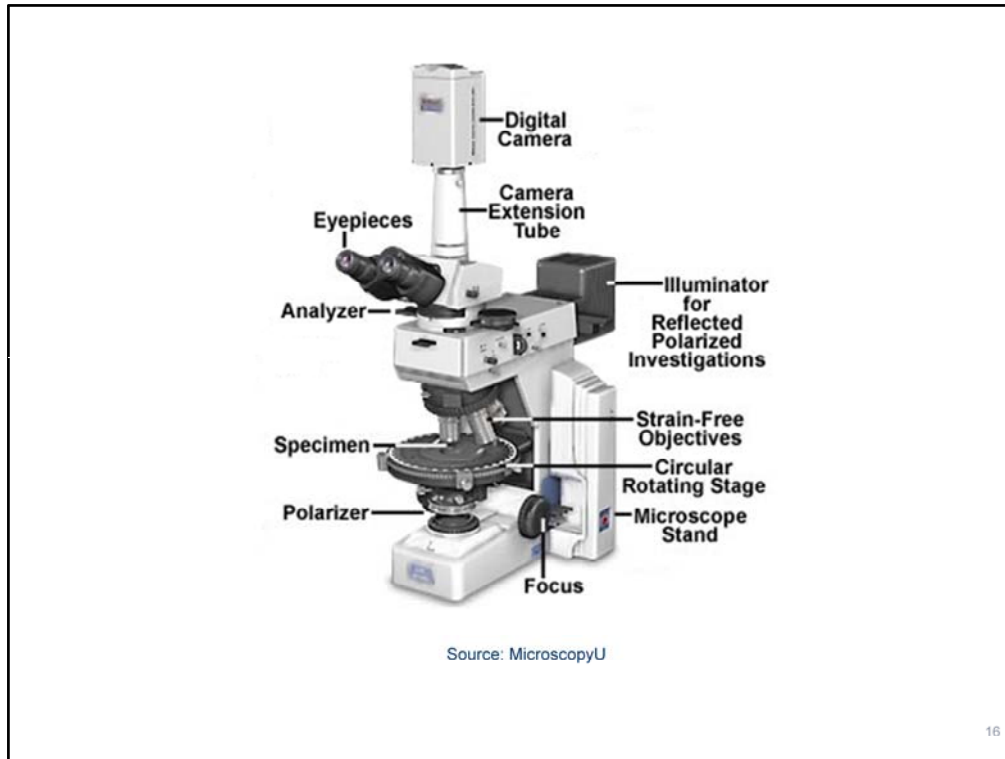 Digital
Camera
Camera
Extension
Tube
Eyepieces
Analyzer
Illuminator
for
Reflected
Polarized
Investigations
Strain-Free
Objectives
Specimen
Circular
Rotating Stage
Polarizer
Microscope
Stand
Focus
Source: MicroscopyU
16